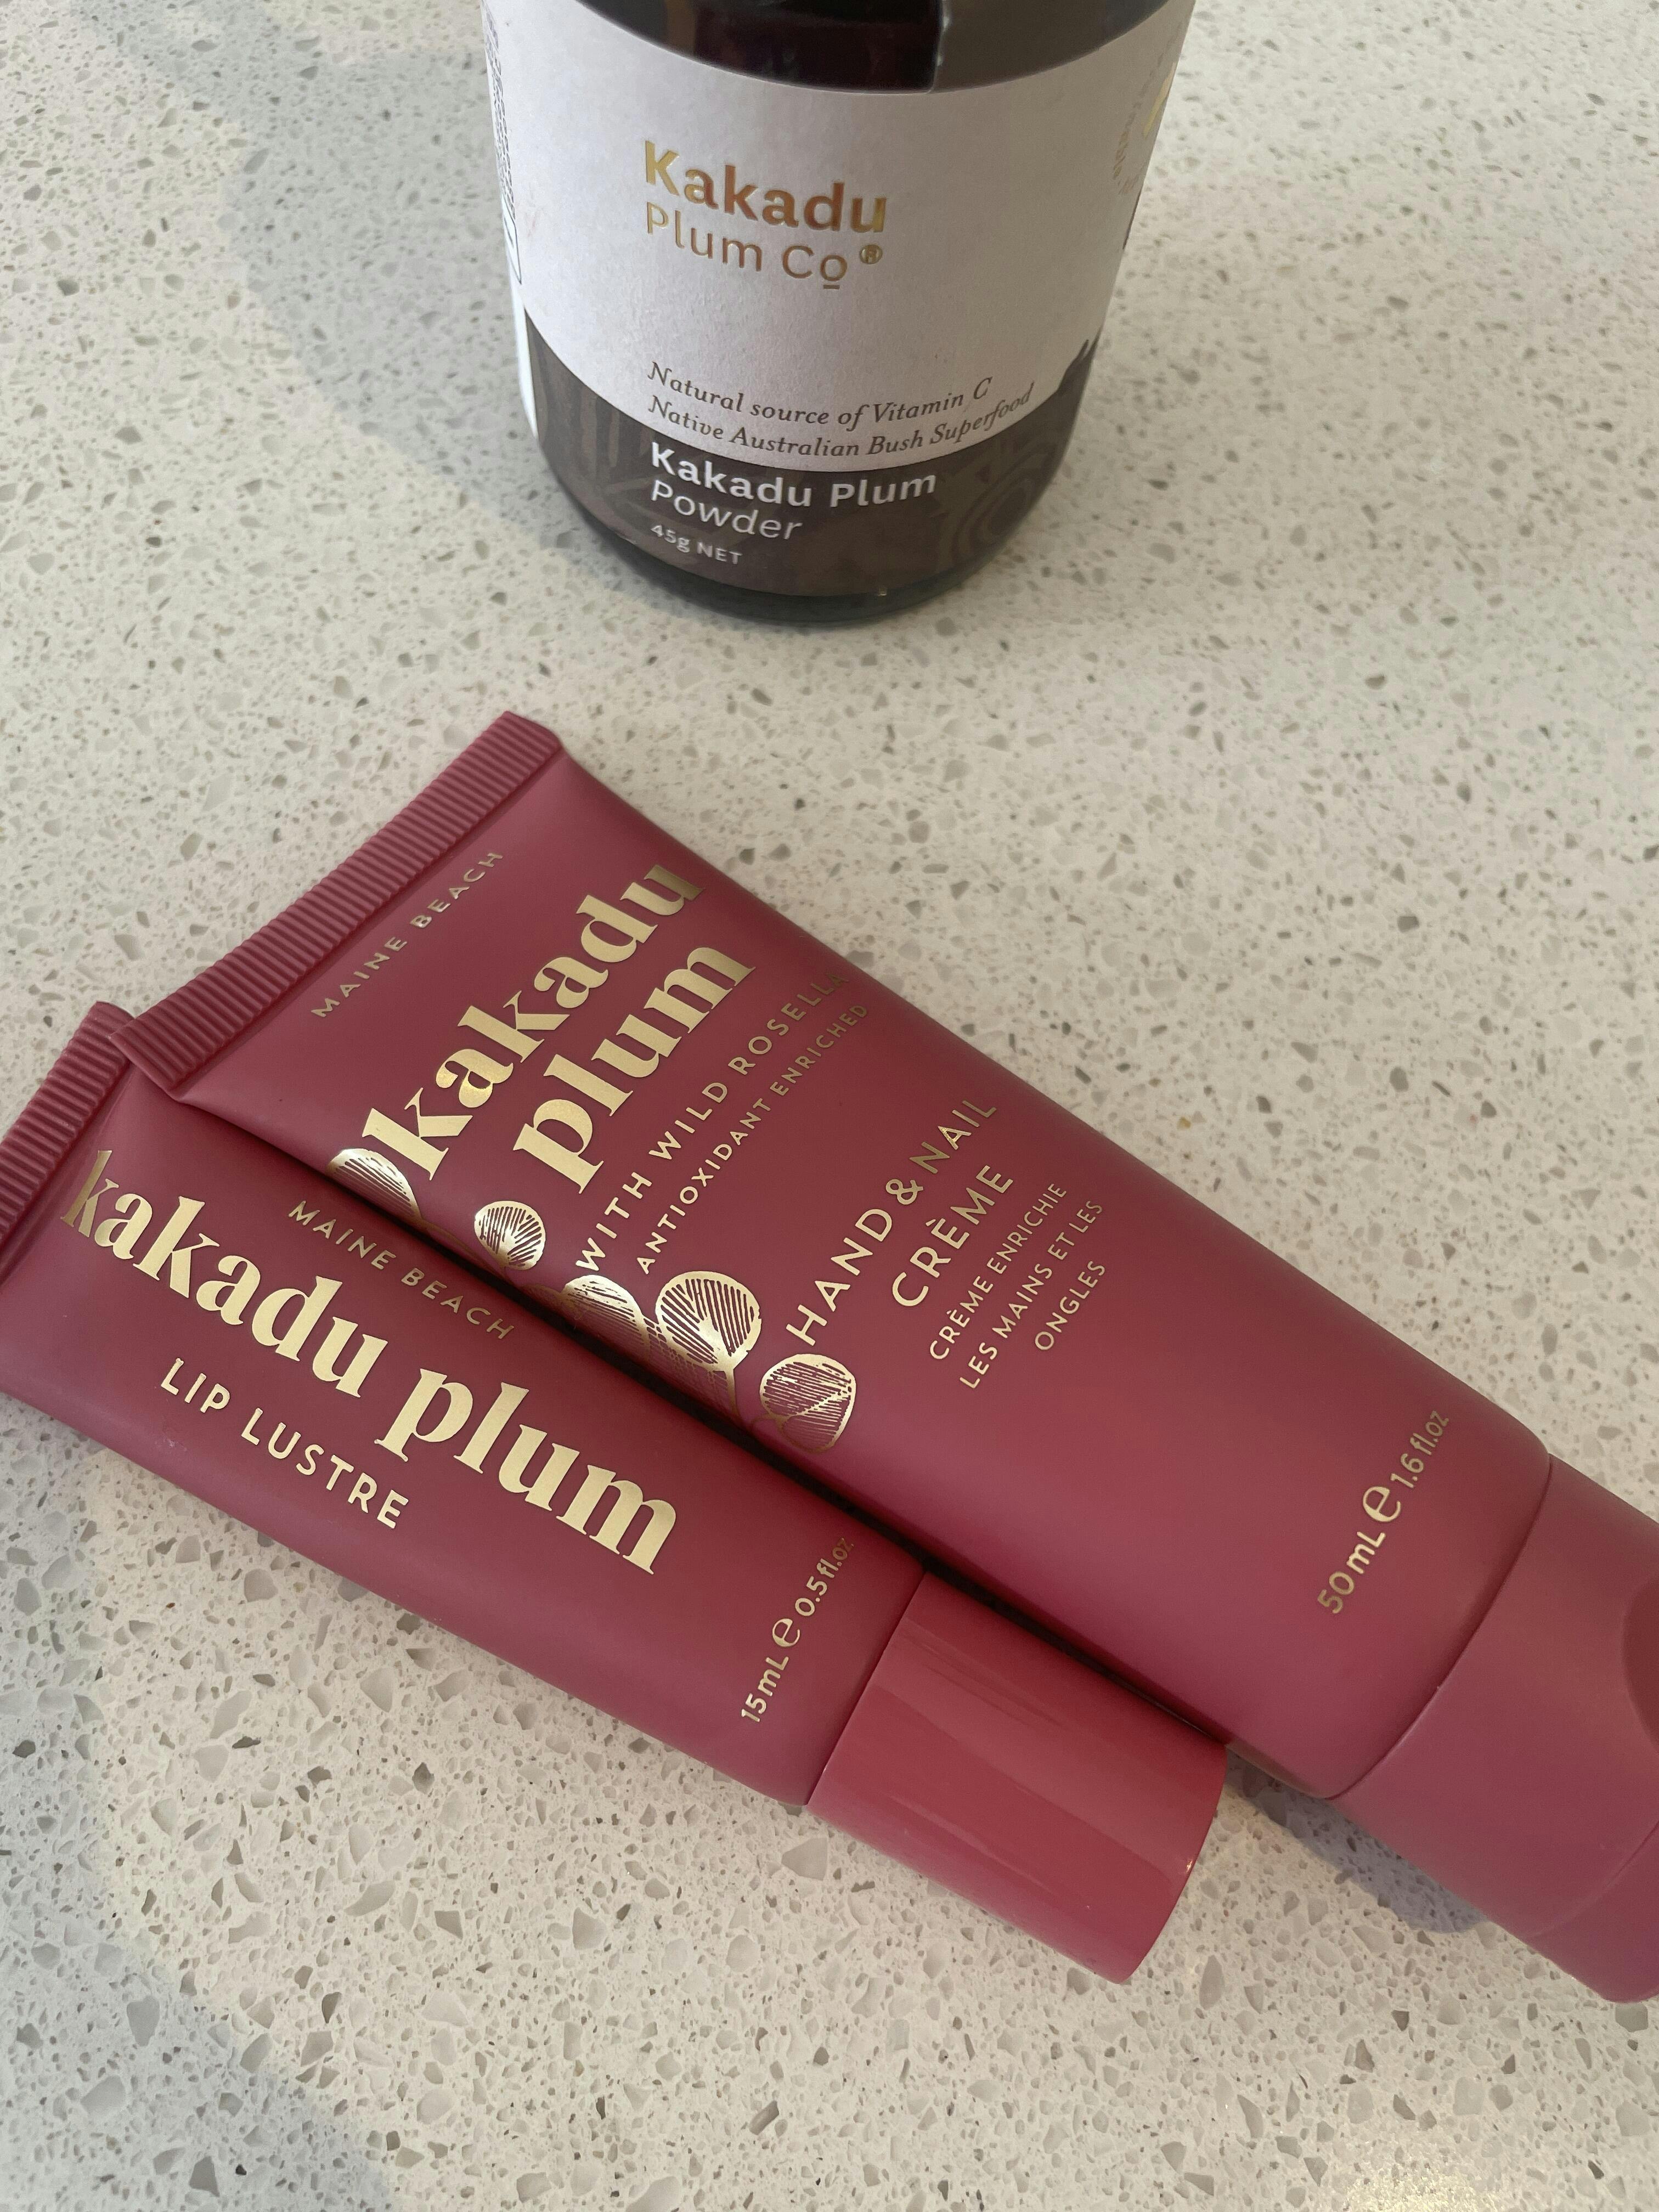 Kakadu
Plum Co®
Natural source of Vitamin C
Native Australian Bush Superfood
Kakadu Plum
Powder
45g NET
MAINE BEACH
kakadu
plum
WITH WILD ROSELLA
ANTIOXIDANT ENRICHED
HAND & NAIL
CRÈME
CRÈME ENRICHIE
LES MAINS ET LES
ONGLES
50mL e 1.6 fl.oz
MAINE BEACH
kakadu plum
LIP LUSTRE
15mL e 0.5fl.oz.